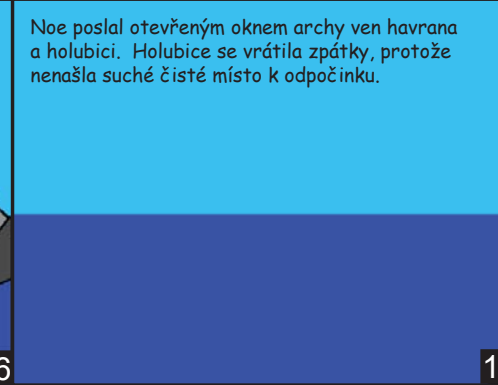 Noe poslal otevřeným oknem archy ven havrana
a holubici.  Holubice se vrátila zpátky, protože
nenašla suché čisté místo k odpočinku.
6
1